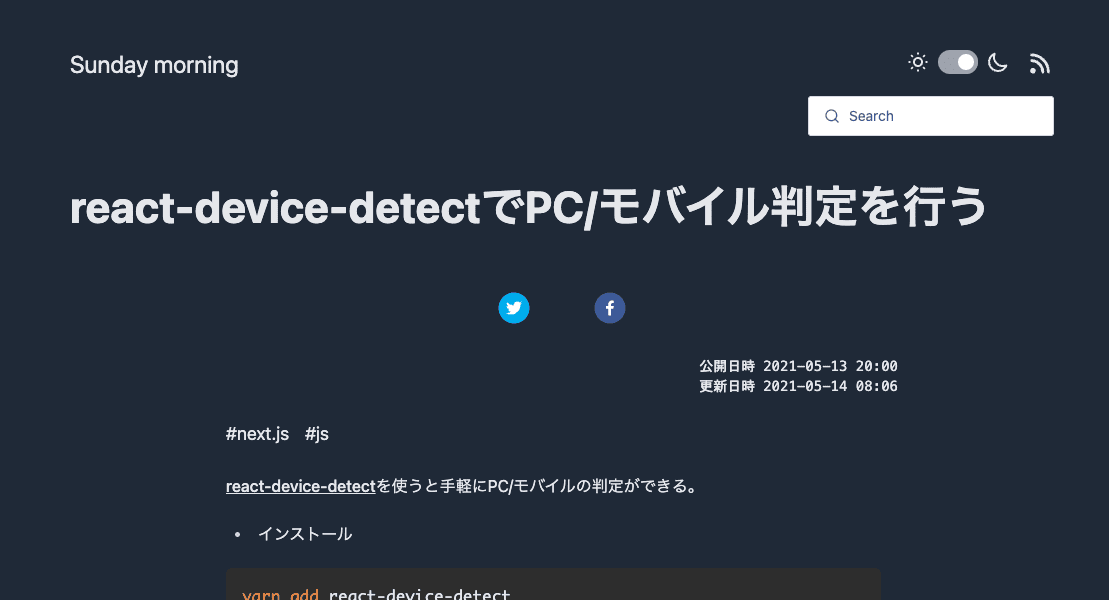 Sunday morning
Search
react-device-detectでPC/モバイル判定を行う
公開日時 2021-05-13 20:00
更新日時 2021-05-14 08:06
#next.js #js
react-device-detectを使うと手軽にPC/モバイルの判定ができる。
• インストール
yarn add react-device-detect